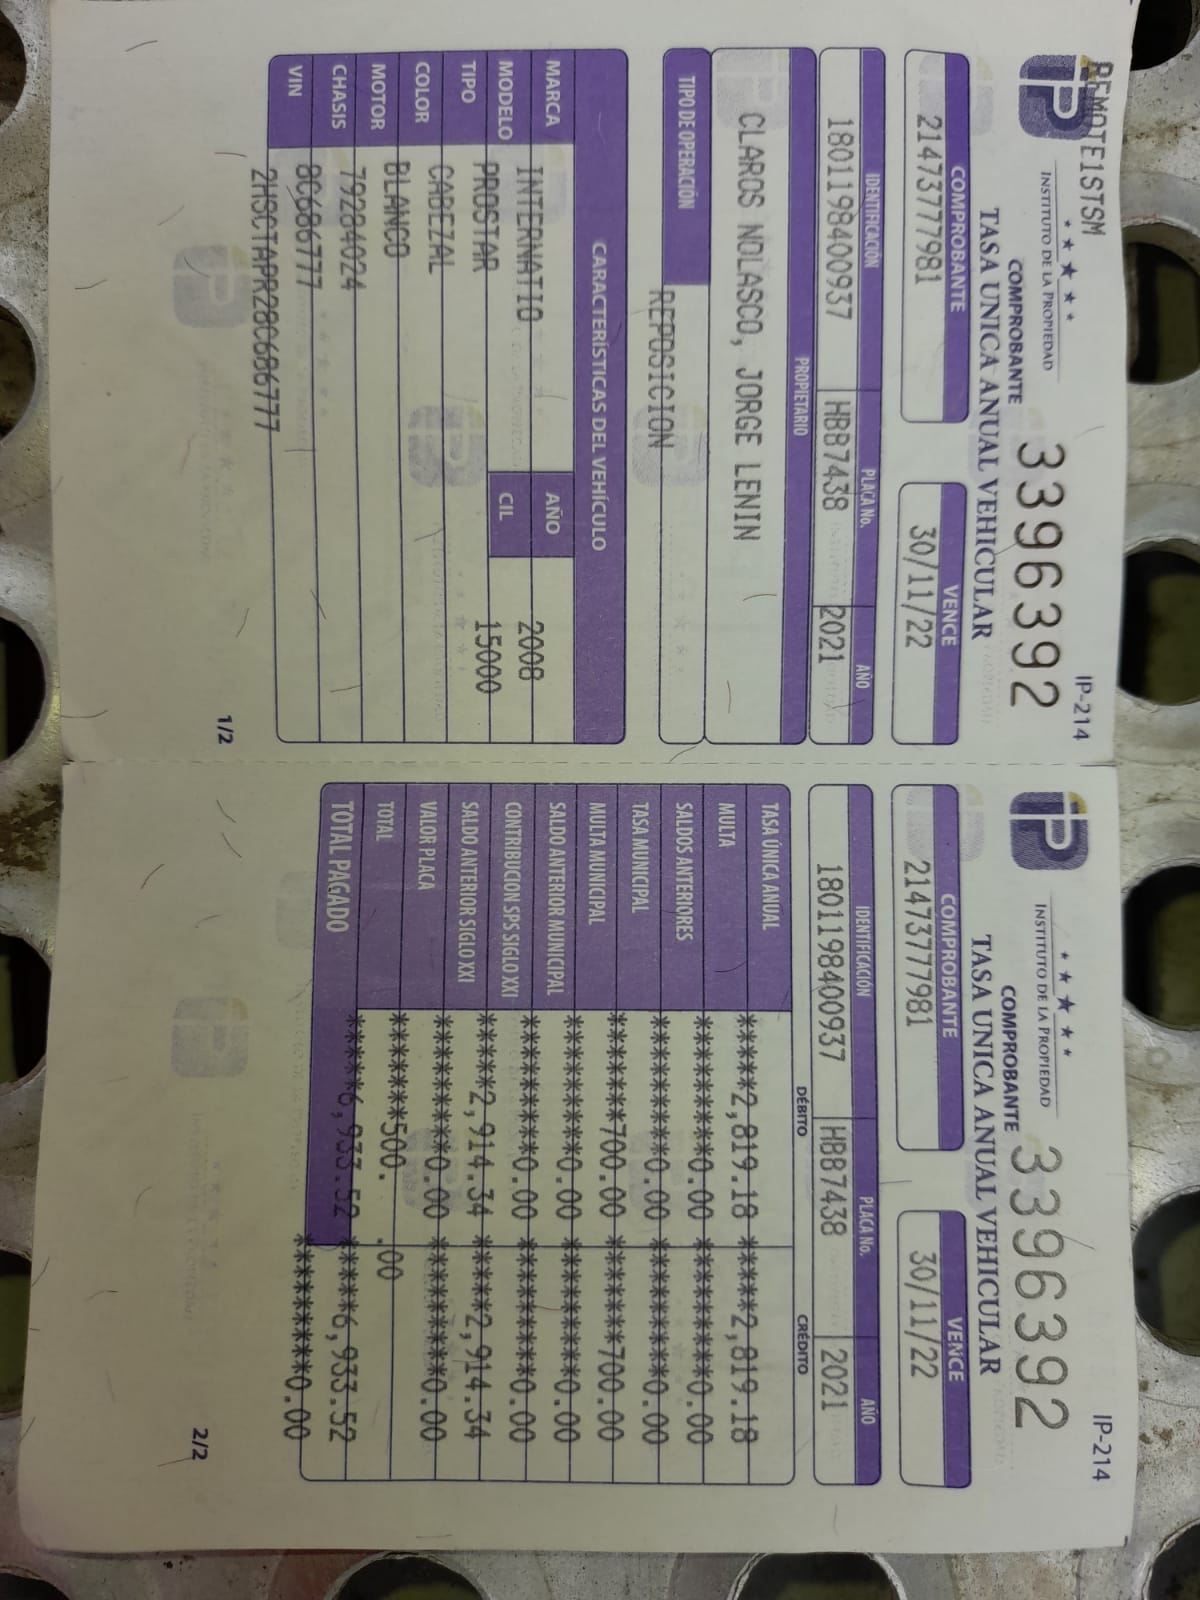 REMOTE1STSM
IP
INSTITUTO DE LA PROPIEDAD
3396392
IP-214
COMPROBANTE
TASA UNICA ANUAL VEHICULAR
COMPROBANTE
21473777981
VENCE
30/11/22
IDENTIFICACIÓN PLACA No. AÑO
1801198400937 HBB7438 2021
PROPIETARIO
CLAROS NOLASCO, JORGE LENIN
TIPO DE OPERACIÓN
REPOSICION
CARACTERÍSTICAS DEL VEHÍCULO
MARCA INTERNATIO AÑO 2008
MODELO PROSTAR CIL 15000
TIPO CABEZAL
COLOR BLANCO
MOTOR 79284024
CHASIS 8C686777
VIN 2HSCTAPR28C686777
1/2
IP
INSTITUTO DE LA PROPIEDAD
3396392
IP-214
COMPROBANTE
TASA UNICA ANUAL VEHICULAR
COMPROBANTE
21473777981
VENCE
30/11/22
IDENTIFICACIÓN PLACA No. AÑO
1801198400937 HBB7438 2021
DÉBITO CRÉDITO
TASA ÚNICA ANUAL *****2,819.18 *****2,819.18
MULTA *********0.00 *********0.00
SALDOS ANTERIORES *********0.00 *********0.00
TASA MUNICIPAL *******700.00 *******700.00
MULTA MUNICIPAL *********0.00 *********0.00
SALDO ANTERIOR MUNICIPAL *********0.00 *********0.00
CONTRIBUCION SPS SIGLO XXI *****2,914.34 *****2,914.34
SALDO ANTERIOR SIGLO XXI *********0.00 *********0.00
VALOR PLACA *******500. .00
TOTAL *****6,933.52 *****6,933.52
TOTAL PAGADO *********0.00
2/2